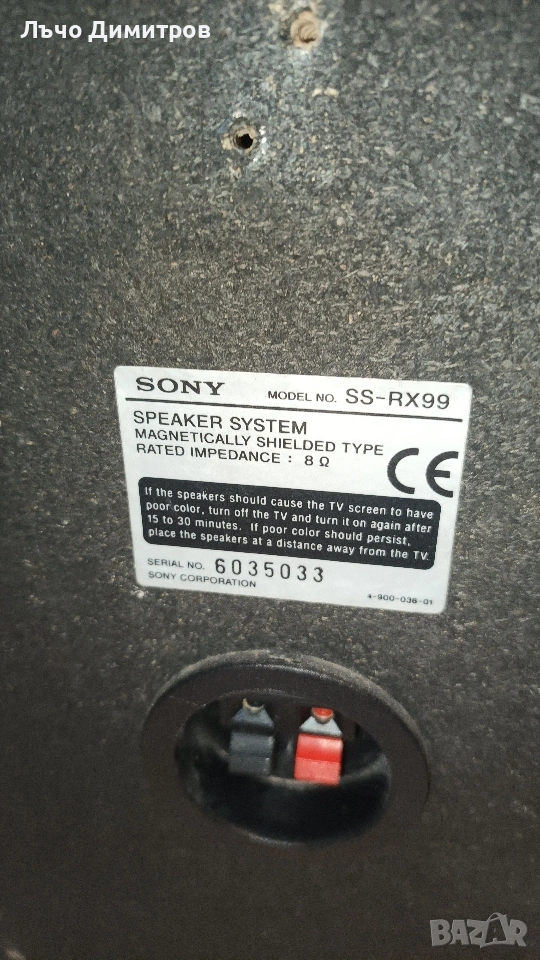 Лъчо Димитров
SONY MODEL NO. SS-RX99
SPEAKER SYSTEM
MAGNETICALLY SHIELDED TYPE
RATED IMPEDANCE : 8 Ω
CE
If the speakers should cause the TV screen to have
poor color, turn off the TV and turn it on again after
15 to 30 minutes. If poor color should persist,
place the speakers at a distance away from the TV.
SERIAL NO. 6035033
SONY CORPORATION 4-900-036-01
BAZAR